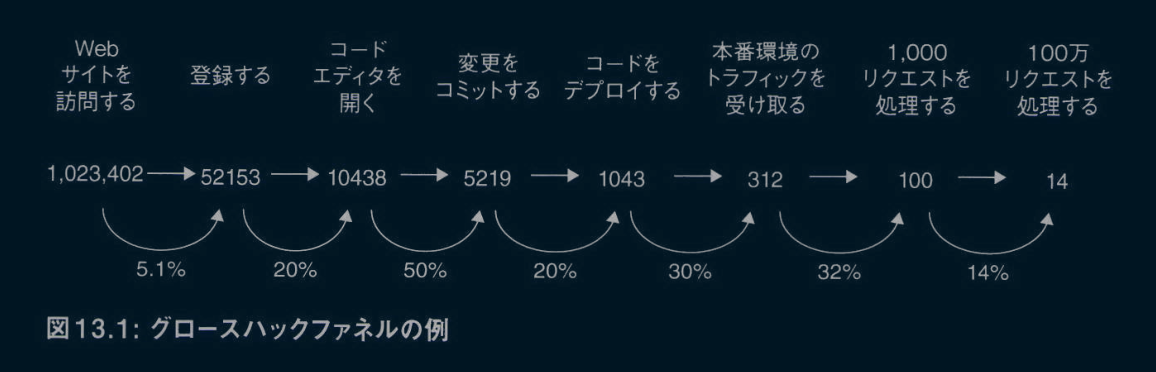 Web
サイトを
訪問する
登録する
コード
エディタを
開く
変更を
コミットする
コードを
デプロイする
本番環境の
トラフィックを
受け取る
1,000
リクエストを
処理する
100万
リクエストを
処理する
1,023,402
52153
10438
5219
1043
312
100
14
5.1%
20%
50%
20%
30%
32%
14%
図13.1: グロースハックファネルの例